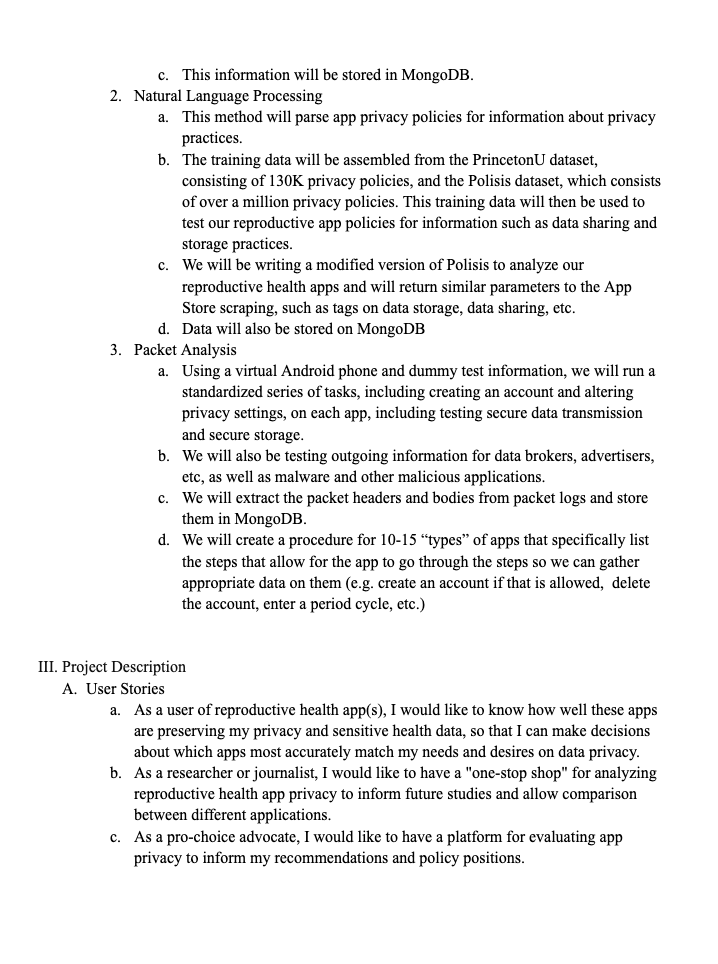 c. This information will be stored in MongoDB.
2. Natural Language Processing
a. This method will parse app privacy policies for information about privacy
practices.
b. The training data will be assembled from the PrincetonU dataset,
consisting of 130K privacy policies, and the Polisis dataset, which consists
of over a million privacy policies. This training data will then be used to
test our reproductive app policies for information such as data sharing and
storage practices.
c. We will be writing a modified version of Polisis to analyze our
reproductive health apps and will return similar parameters to the App
Store scraping, such as tags on data storage, data sharing, etc.
d. Data will also be stored on MongoDB
3. Packet Analysis
a. Using a virtual Android phone and dummy test information, we will run a
standardized series of tasks, including creating an account and altering
privacy settings, on each app, including testing secure data transmission
and secure storage.
b. We will also be testing outgoing information for data brokers, advertisers,
etc, as well as malware and other malicious applications.
c. We will extract the packet headers and bodies from packet logs and store
them in MongoDB.
d. We will create a procedure for 10-15 “types” of apps that specifically list
the steps that allow for the app to go through the steps so we can gather
appropriate data on them (e.g. create an account if that is allowed,  delete
the account, enter a period cycle, etc.)
III. Project Description
A. User Stories
a. As a user of reproductive health app(s), I would like to know how well these apps
are preserving my privacy and sensitive health data, so that I can make decisions
about which apps most accurately match my needs and desires on data privacy.
b. As a researcher or journalist, I would like to have a "one-stop shop" for analyzing
reproductive health app privacy to inform future studies and allow comparison
between different applications.
c. As a pro-choice advocate, I would like to have a platform for evaluating app
privacy to inform my recommendations and policy positions.